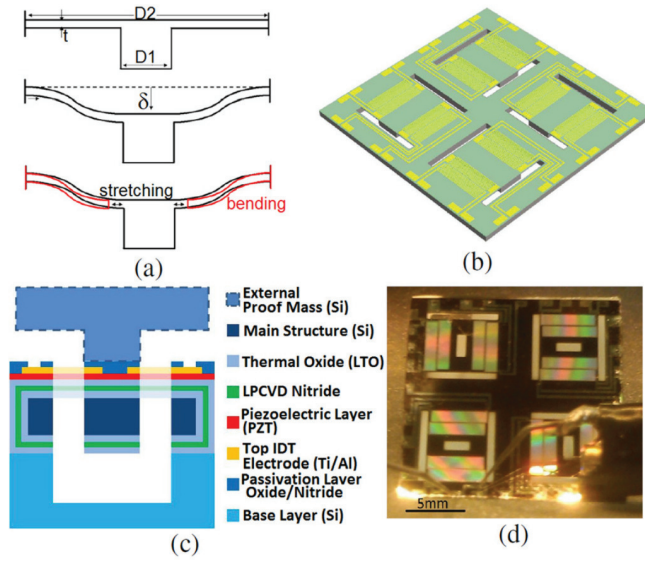 D2
t
D1
δ
stretching
bending
(a)
(b)
External
Proof Mass (Si)
Main Structure (Si)
Thermal Oxide (LTO)
LPCVD Nitride
Piezoelectric Layer
(PZT)
Top IDT
Electrode (Ti/Al)
Passivation Layer
Oxide/Nitride
Base Layer (Si)
(c)
5mm
(d)